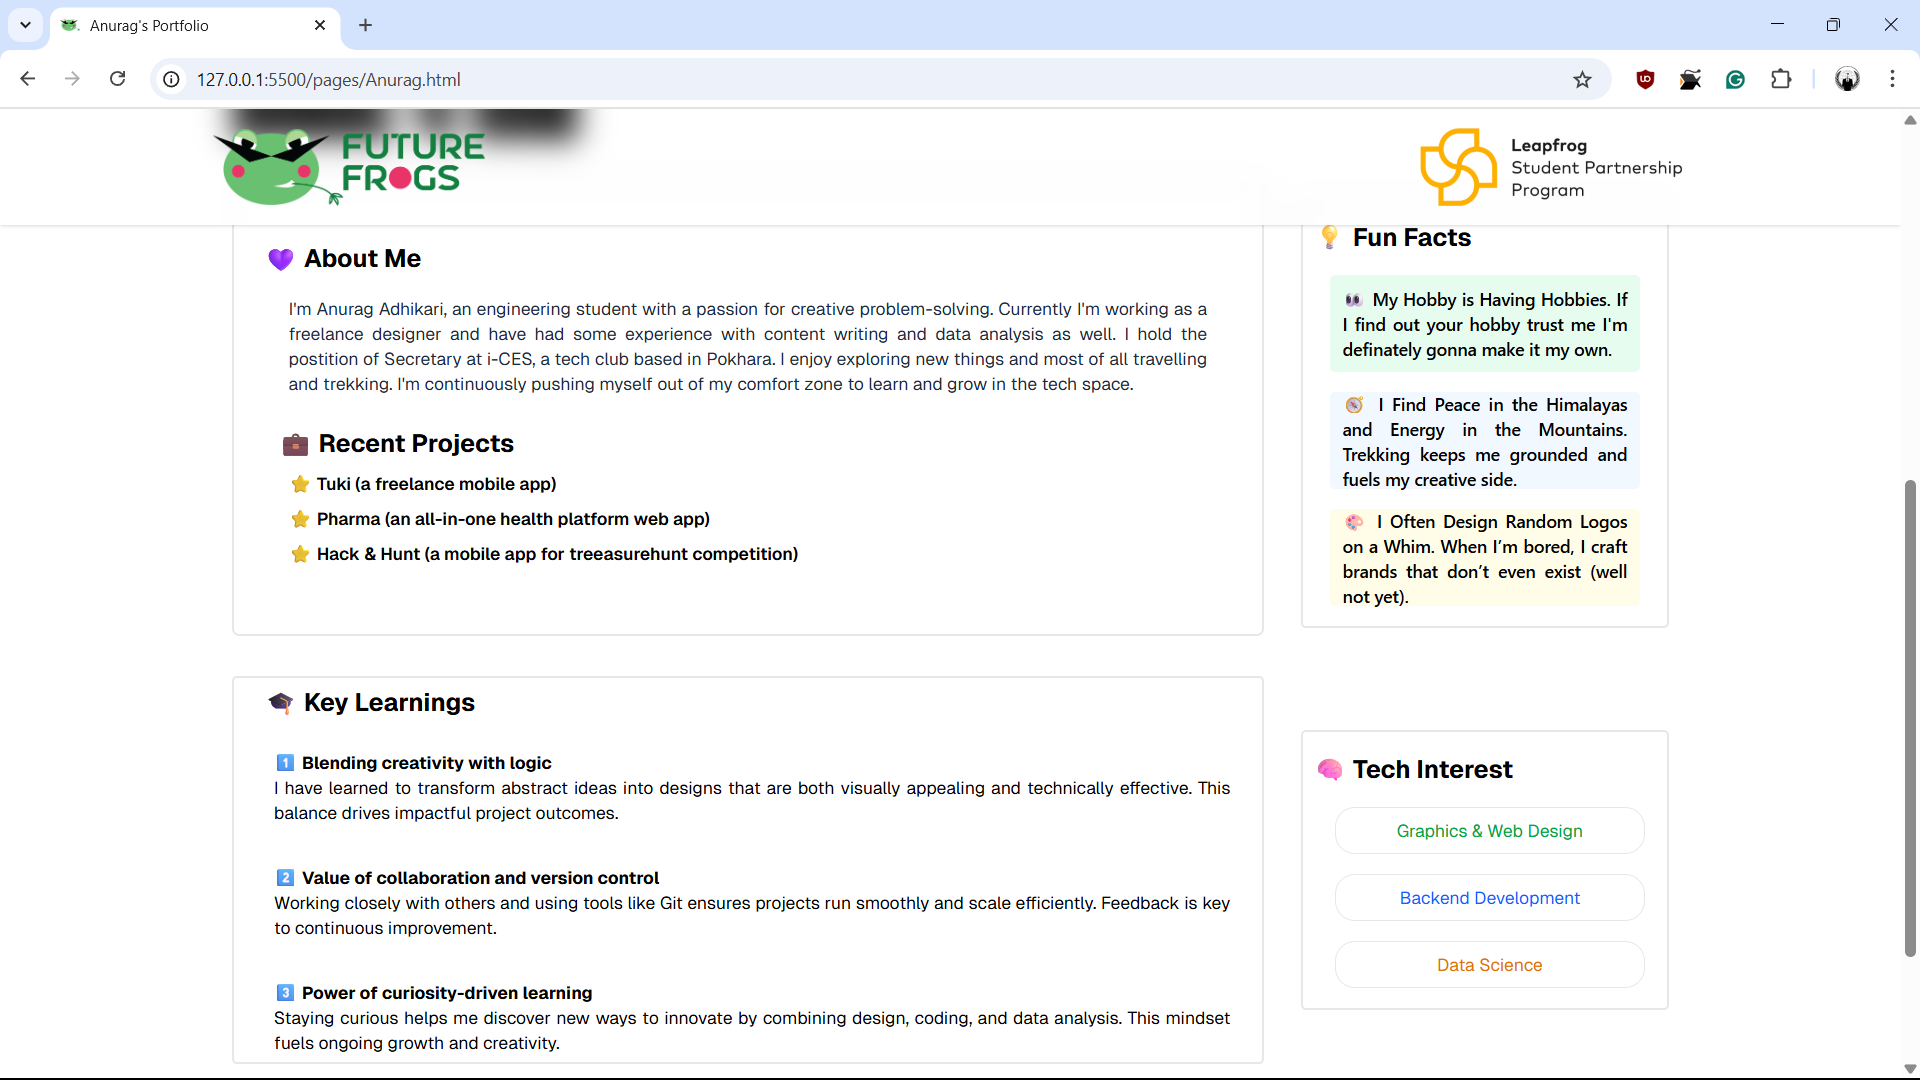 Anurag's Portfolio
127.0.0.1:5500/pages/Anurag.html
FUTURE
FROGS
Leapfrog
Student Partnership
Program
About Me
I'm Anurag Adhikari, an engineering student with a passion for creative problem-solving. Currently I'm working as a
freelance designer and have had some experience with content writing and data analysis as well. I hold the
postition of Secretary at i-CES, a tech club based in Pokhara. I enjoy exploring new things and most of all travelling
and trekking. I'm continuously pushing myself out of my comfort zone to learn and grow in the tech space.
Recent Projects
Tuki (a freelance mobile app)
Pharma (an all-in-one health platform web app)
Hack & Hunt (a mobile app for treeasurehunt competition)
Fun Facts
My Hobby is Having Hobbies. If
I find out your hobby trust me I'm
definately gonna make it my own.
I Find Peace in the Himalayas
and Energy in the Mountains.
Trekking keeps me grounded and
fuels my creative side.
I Often Design Random Logos
on a Whim. When I’m bored, I craft
brands that don’t even exist (well
not yet).
Key Learnings
1 Blending creativity with logic
I have learned to transform abstract ideas into designs that are both visually appealing and technically effective. This
balance drives impactful project outcomes.
2 Value of collaboration and version control
Working closely with others and using tools like Git ensures projects run smoothly and scale efficiently. Feedback is key
to continuous improvement.
3 Power of curiosity-driven learning
Staying curious helps me discover new ways to innovate by combining design, coding, and data analysis. This mindset
fuels ongoing growth and creativity.
Tech Interest
Graphics & Web Design
Backend Development
Data Science